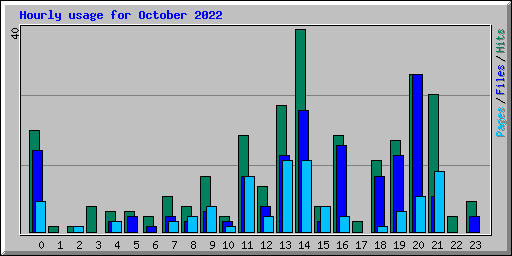 Hourly usage for October 2022
40
Pages/Files/Hits
0 1 2 3 4 5 6 7 8 9 10 11 12 13 14 15 16 17 18 19 20 21 22 23